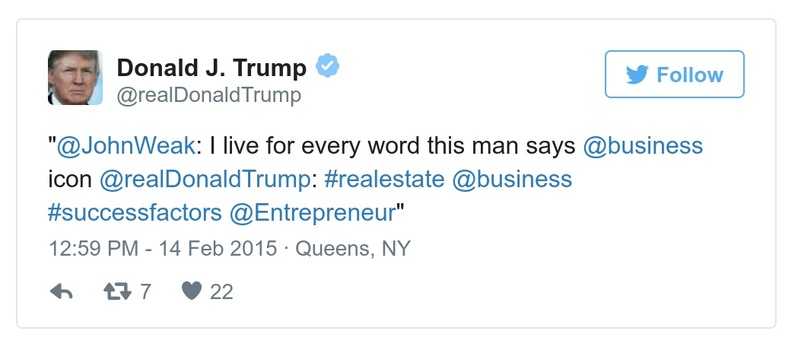 Donald J. Trump
@realDonaldTrump
Follow
"@JohnWeak: I live for every word this man says @business
icon @realDonaldTrump: #realestate @business
#successfactors @Entrepreneur"
12:59 PM - 14 Feb 2015 · Queens, NY
7 22